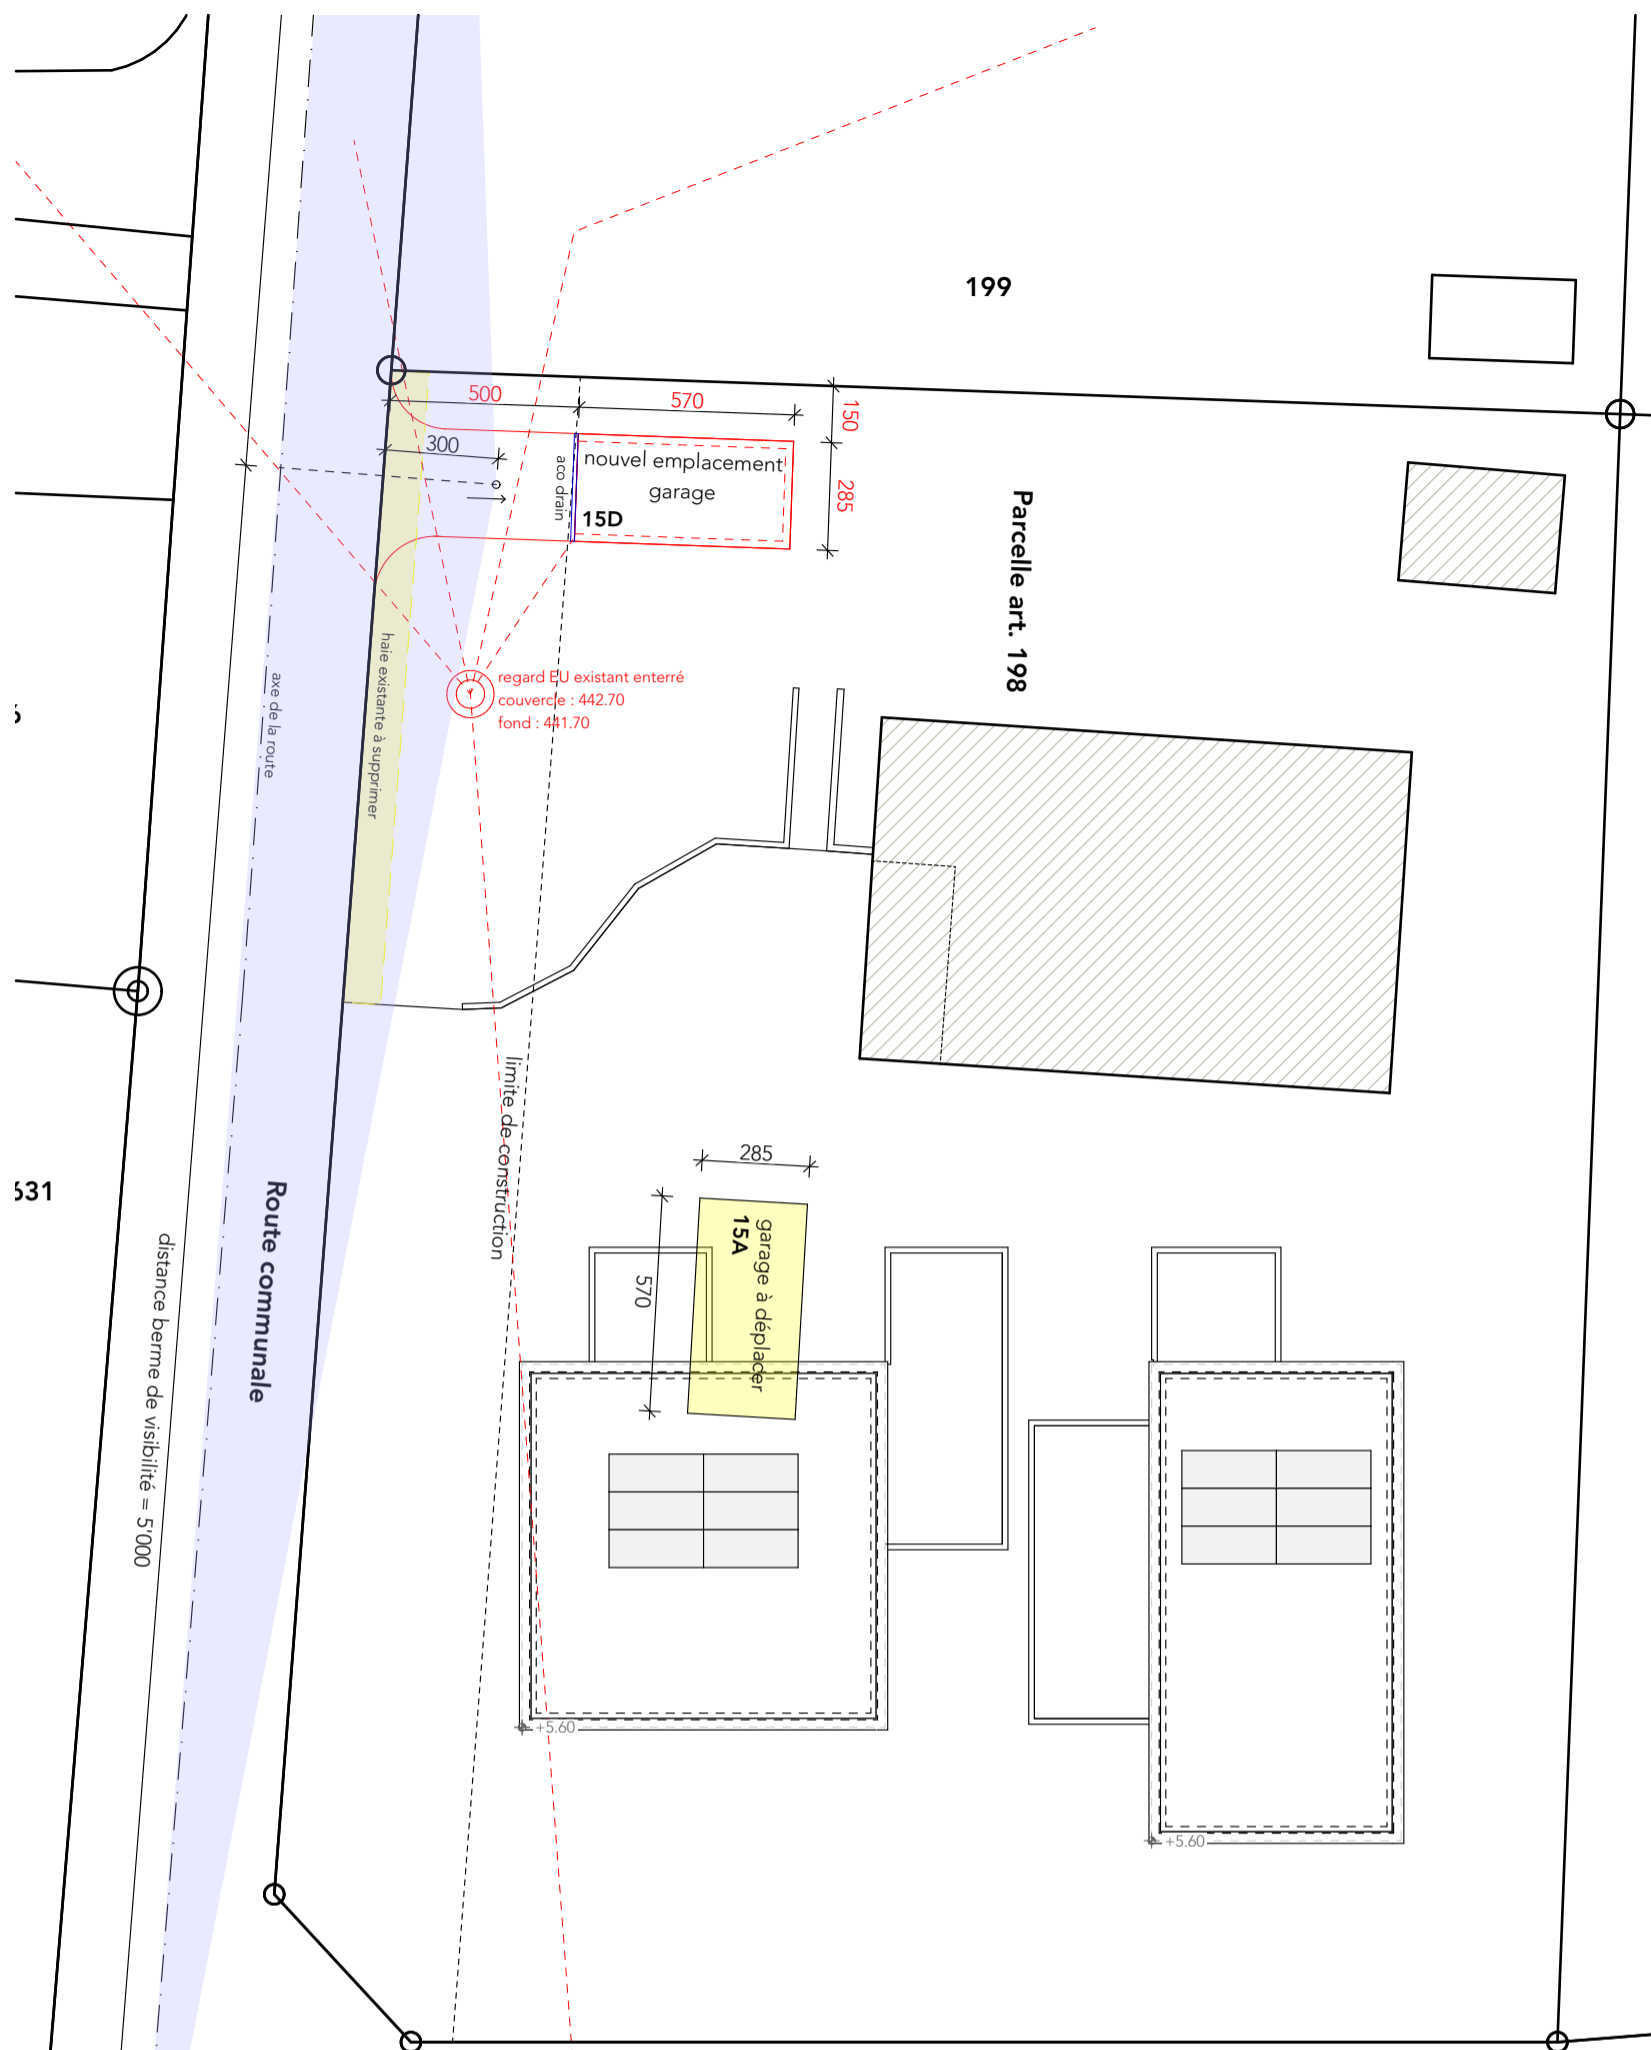 199
500
570
150
300
nouvel emplacement
garage
aco drain
15D
285
Parcelle art. 198
haie existante à supprimer
axe de la route
regard EU existant enterré
couvercle : 442.70
fond : 441.70
limite de construction
285
631
Route communale
570
garage à déplacer
15A
distance berme de visibilité = 5'000
+5.60
+5.60